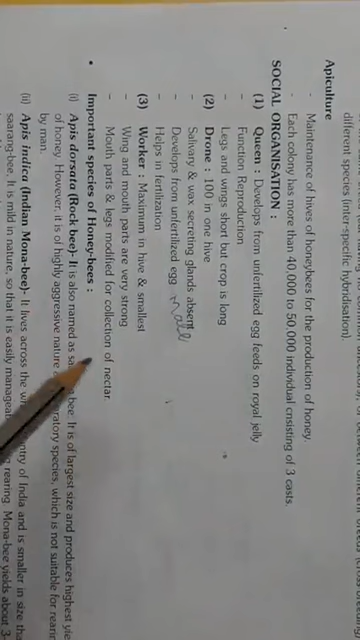 different species (inter-specific hybridisation).
Apiculture
- Maintenance of hives of honeybees for the production of honey.
- Each colony has more than 40,000 to 50,000 individual cnsisting of 3 casts.
SOCIAL ORGANISATION :
(1) Queen : Develops from unfertilized egg feeds on royal jelly
- Function Reproduction
- Legs and wings short but crop is long
(2) Drone : 100 in one hive
- Salivary & wax secreting glands absent
- Develops from unfertilized egg male
- Helps in fertilization
(3) Worker : Maximum in hive & smallest
- Wing and mouth parts are very strong
- Mouth parts & legs modified for collection of nectar.
• Important species of Honey-bees :
(i) Apis dorsata (Rock bee)- It is also named as bee. It is of largest size and produces highest
of honey. However, it is of highly aggressive nature species, which is not suitable for
by man.
(ii) Apis indica (Indian Mona-bee)- It lives across the of India and is smaller in size
saarang-bee. It is mild in nature, so that it is easily rearing. Mona-bee yields about